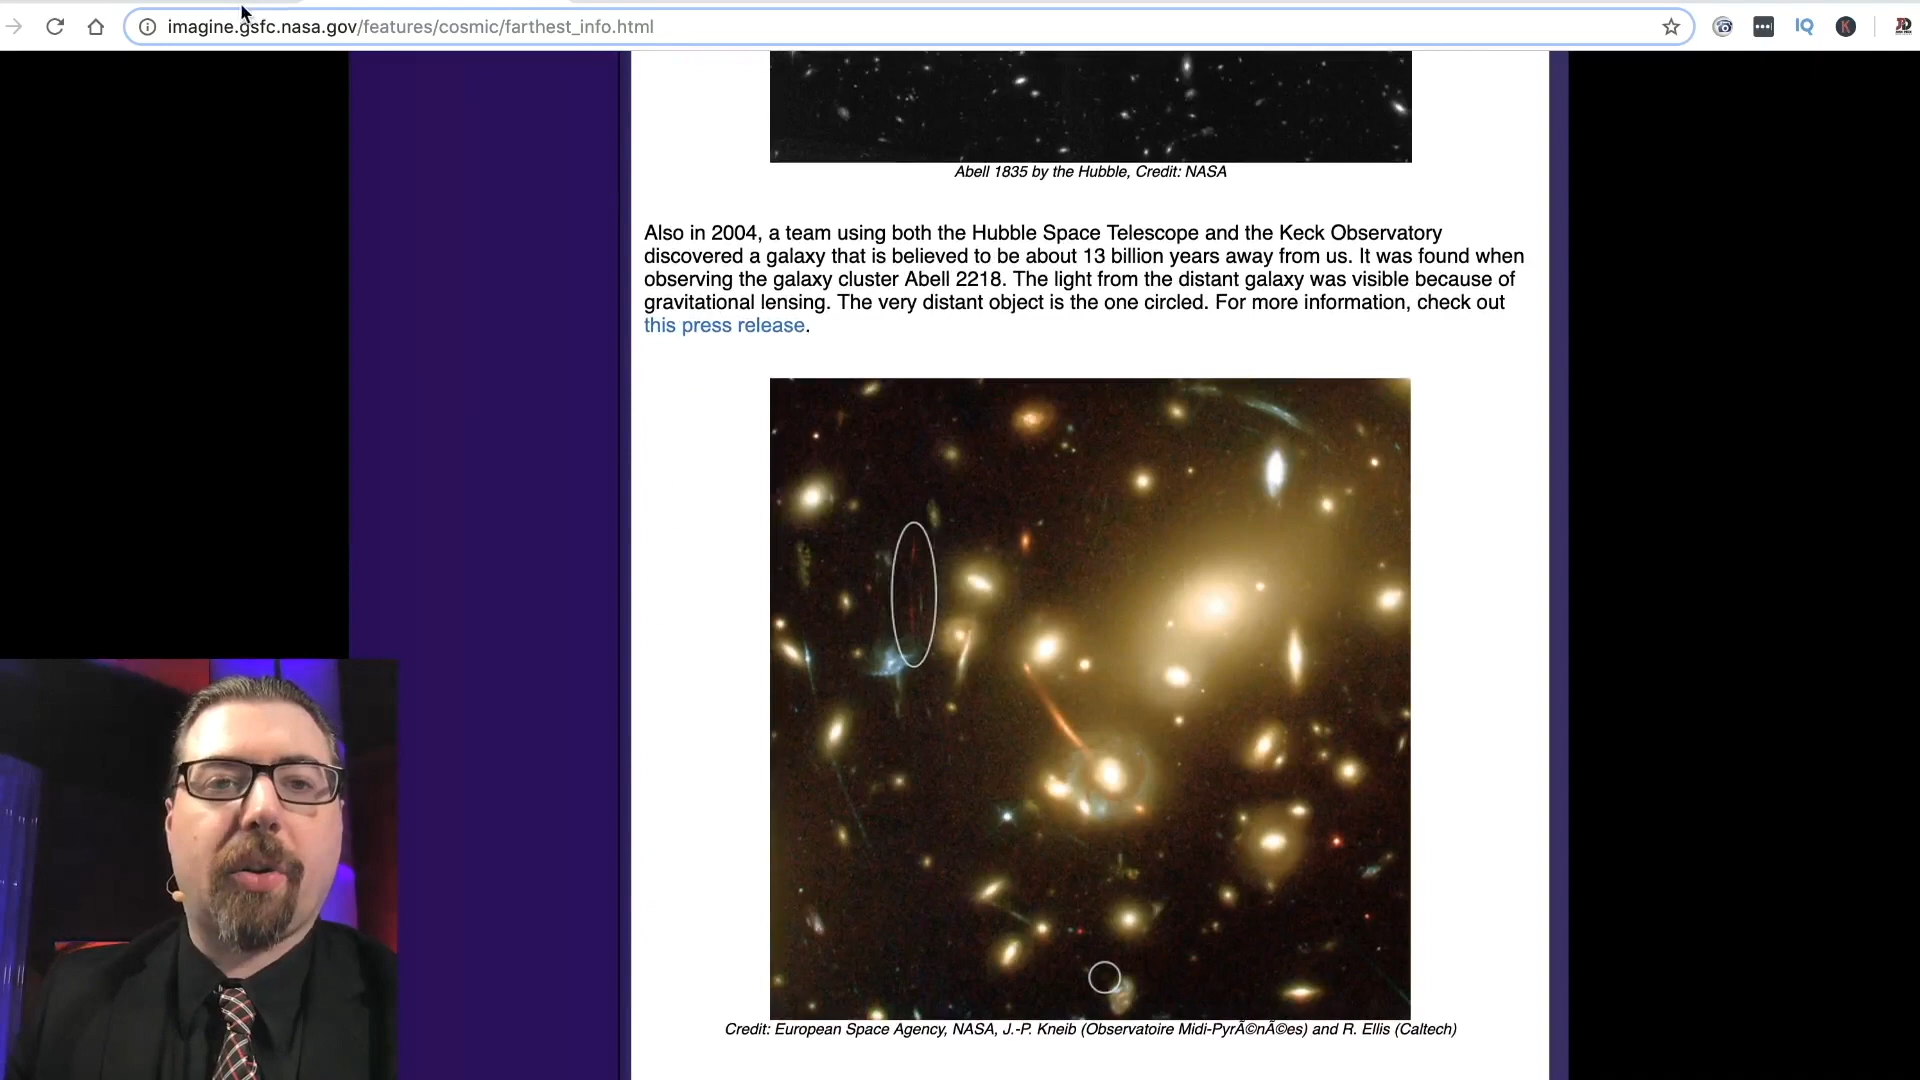 imagine.gsfc.nasa.gov/features/cosmic/farthest_info.html
IQ
K
Abell 1835 by the Hubble, Credit: NASA
Also in 2004, a team using both the Hubble Space Telescope and the Keck Observatory
discovered a galaxy that is believed to be about 13 billion years away from us. It was found when
observing the galaxy cluster Abell 2218. The light from the distant galaxy was visible because of
gravitational lensing. The very distant object is the one circled. For more information, check out
this press release.
Credit: European Space Agency, NASA, J.-P. Kneib (Observatoire Midi-PyrÃ©nÃ©es) and R. Ellis (Caltech)